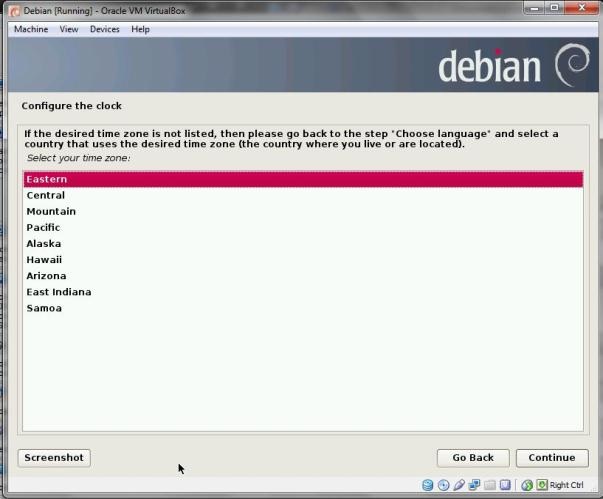 Debian [Running] - Oracle VM VirtualBox
Machine View Devices Help
debian
Configure the clock
If the desired time zone is not listed, then please go back to the step "Choose language" and select a
country that uses the desired time zone (the country where you live or are located).
Select your time zone:
Eastern
Central
Mountain
Pacific
Alaska
Hawaii
Arizona
East Indiana
Samoa
Screenshot Go Back Continue
Right Ctrl